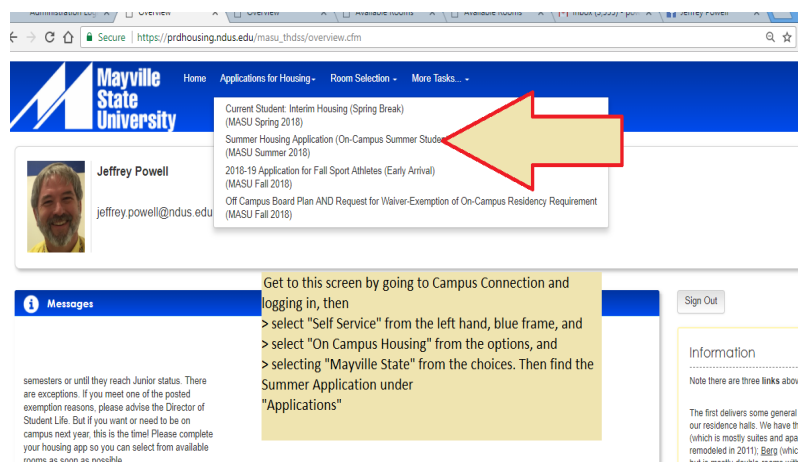 Administration Log
Overview
Overview
Available Rooms
Available Rooms
Jeffrey Powell
Secure | https://prdhousing.ndus.edu/masu_thdss/overview.cfm
Mayville
State
University
Home Applications for Housing Room Selection More Tasks...
Current Student: Interim Housing (Spring Break)
(MASU Spring 2018)
Summer Housing Application (On-Campus Summer Stude
(MASU Summer 2018)
2018-19 Application for Fall Sport Athletes (Early Arrival)
(MASU Fall 2018)
Off Campus Board Plan AND Request for Waiver-Exemption of On-Campus Residency Requirement
(MASU Fall 2018)
Jeffrey Powell
jeffrey.powell@ndus.edu
Get to this screen by going to Campus Connection and
logging in, then
> select "Self Service" from the left hand, blue frame, and
> select "On Campus Housing" from the options, and
> selecting "Mayville State" from the choices. Then find the
Summer Application under
"Applications"
i Messages
semesters or until they reach Junior status. There
are exceptions. If you meet one of the posted
exemption reasons, please advise the Director of
Student Life. But if you want or need to be on
campus next year, this is the time! Please complete
your housing app so you can select from available
rooms as soon as possible
Sign Out
Information
Note there are three links abov
The first delivers some general
our residence halls. We have th
(which is mostly suites and apa
remodeled in 2011); Berg (whic